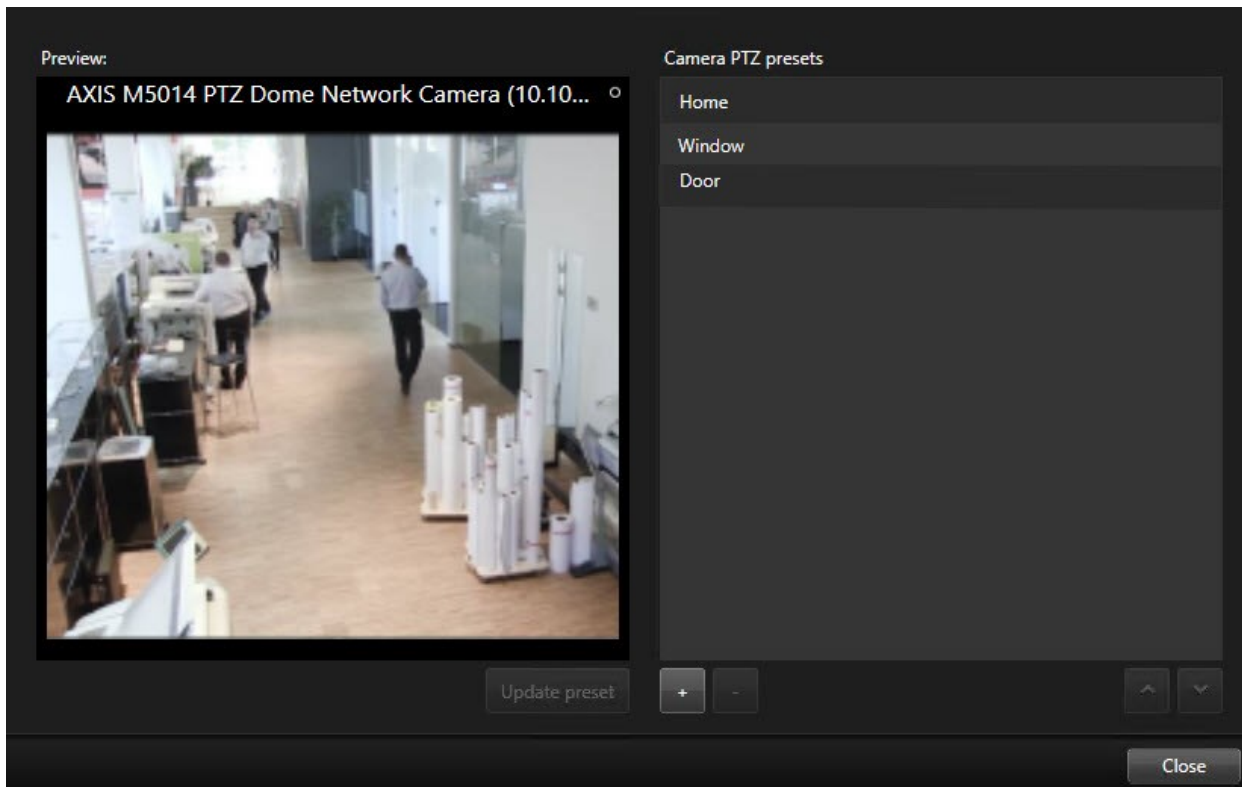 Preview:
Camera PTZ presets
AXIS M5014 PTZ Dome Network Camera (10.10...
Home
Window
Door
Update preset
+
-
Close